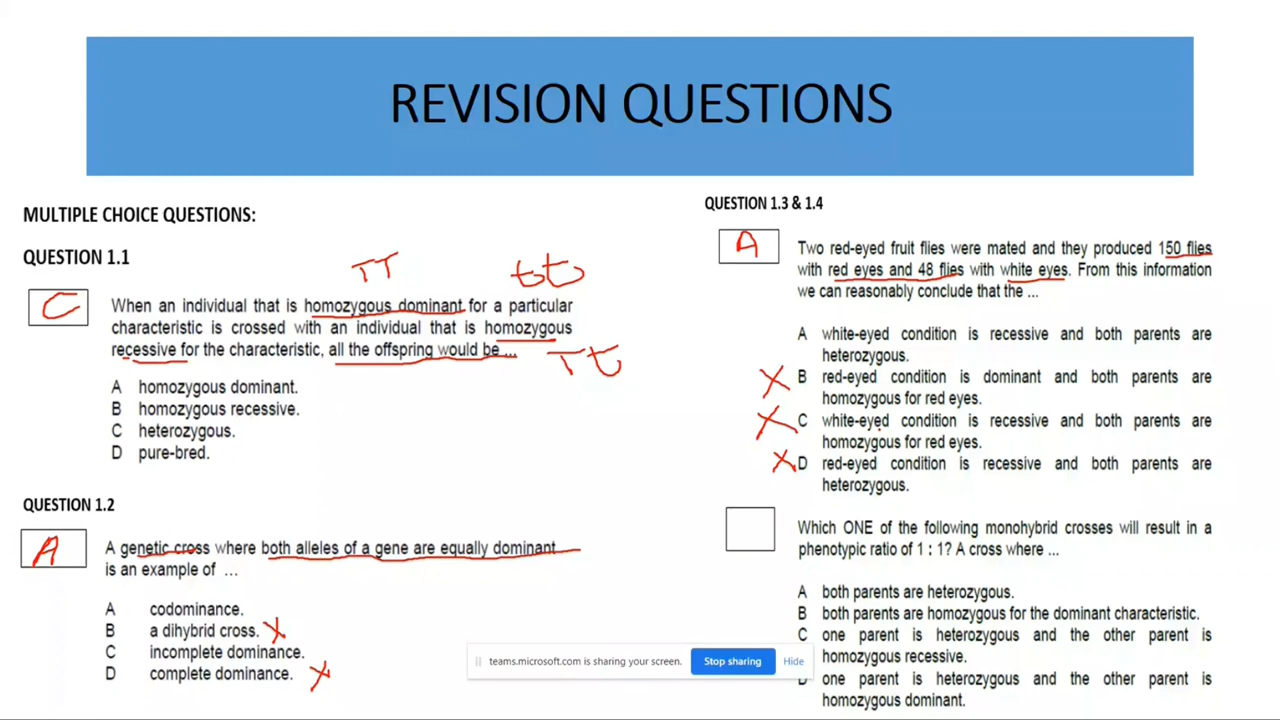 REVISION QUESTIONS
MULTIPLE CHOICE QUESTIONS:
QUESTION 1.1
TT
tt
C
When an individual that is homozygous dominant for a particular
characteristic is crossed with an individual that is homozygous
recessive for the characteristic, all the offspring would be ...
Tt
A homozygous dominant.
B homozygous recessive.
C heterozygous.
D pure-bred.
QUESTION 1.2
A
A genetic cross where both alleles of a gene are equally dominant
is an example of ...
A codominance.
B a dihybrid cross. X
C incomplete dominance.
D complete dominance. X
QUESTION 1.3 & 1.4
A
Two red-eyed fruit flies were mated and they produced 150 flies
with red eyes and 48 flies with white eyes. From this information
we can reasonably conclude that the ...
A white-eyed condition is recessive and both parents are
heterozygous.
X B red-eyed condition is dominant and both parents are
homozygous for red eyes.
X C white-eyed condition is recessive and both parents are
homozygous for red eyes.
X D red-eyed condition is recessive and both parents are
heterozygous.
Which ONE of the following monohybrid crosses will result in a
phenotypic ratio of 1 : 1? A cross where ...
A both parents are heterozygous.
B both parents are homozygous for the dominant characteristic.
C one parent is heterozygous and the other parent is
homozygous recessive.
D one parent is heterozygous and the other parent is
homozygous dominant.
teams.microsoft.com is sharing your screen. Stop sharing Hide